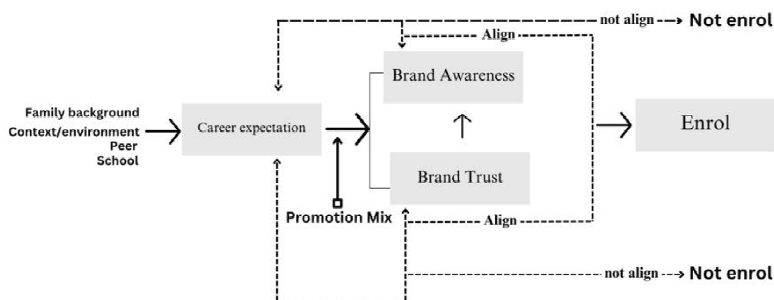 not align
Not enrol
Align
Brand Awareness
Family background
Context/environment
Peer
School
Career expectation
Enrol
Brand Trust
Promotion Mix
Align
not align
Not enrol